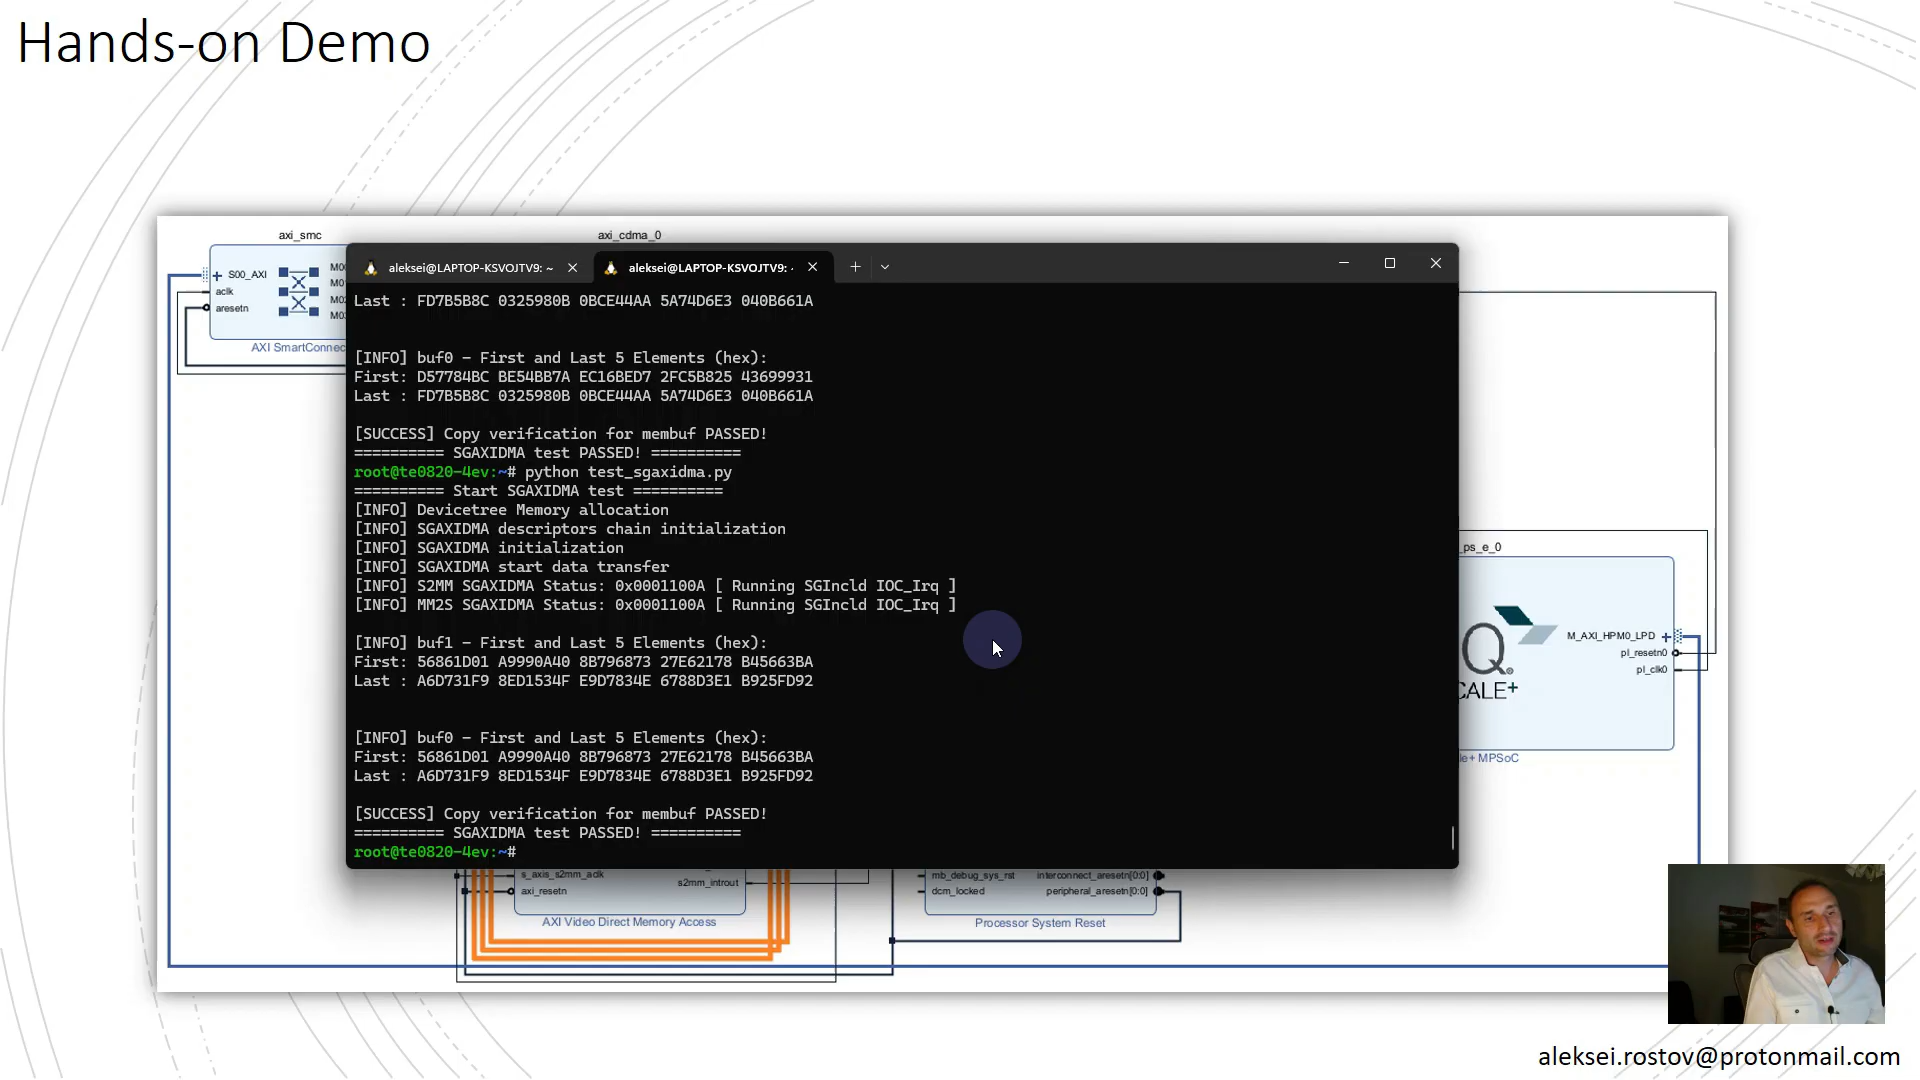 Hands-on Demo
axi_smc
axi_cdma_0
S00_AXI
aclk
aresetn
AXI SmartConnec
aleksei@LAPTOP-KSVOJTV9: ~
aleksei@LAPTOP-KSVOJTV9:
Last : FD7B5B8C 0325980B 0BCE44AA 5A74D6E3 040B661A
[INFO] buf0 - First and Last 5 Elements (hex):
First: D57784BC BE54BB7A EC16BED7 2FC5B825 43699931
Last : FD7B5B8C 0325980B 0BCE44AA 5A74D6E3 040B661A
[SUCCESS] Copy verification for membuf PASSED!
========== SGAXIDMA test PASSED! ==========
root@te0820-4ev:~# python test_sgaxidma.py
========== Start SGAXIDMA test ==========
[INFO] Devicetree Memory allocation
[INFO] SGAXIDMA descriptors chain initialization
[INFO] SGAXIDMA initialization
[INFO] SGAXIDMA start data transfer
[INFO] S2MM SGAXIDMA Status: 0x0001100A [ Running SGIncld IOC_Irq ]
[INFO] MM2S SGAXIDMA Status: 0x0001100A [ Running SGIncld IOC_Irq ]
[INFO] buf1 - First and Last 5 Elements (hex):
First: 56861D01 A9990A40 8B796873 27E62178 B45663BA
Last : A6D731F9 8ED1534F E9D7834E 6788D3E1 B925FD92
[INFO] buf0 - First and Last 5 Elements (hex):
First: 56861D01 A9990A40 8B796873 27E62178 B45663BA
Last : A6D731F9 8ED1534F E9D7834E 6788D3E1 B925FD92
[SUCCESS] Copy verification for membuf PASSED!
========== SGAXIDMA test PASSED! ==========
root@te0820-4ev:~#
_ps_e_0
M_AXI_HPM0_LPD
pl_resetn0
pl_clk0
CALE+
le+ MPSoC
s_axis_s2mm_aclk
axi_resetn
s2mm_introut
AXI Video Direct Memory Access
mb_debug_sys_rst
dcm_locked
interconnect_aresetn[0:0]
peripheral_aresetn[0:0]
Processor System Reset
aleksei.rostov@protonmail.com